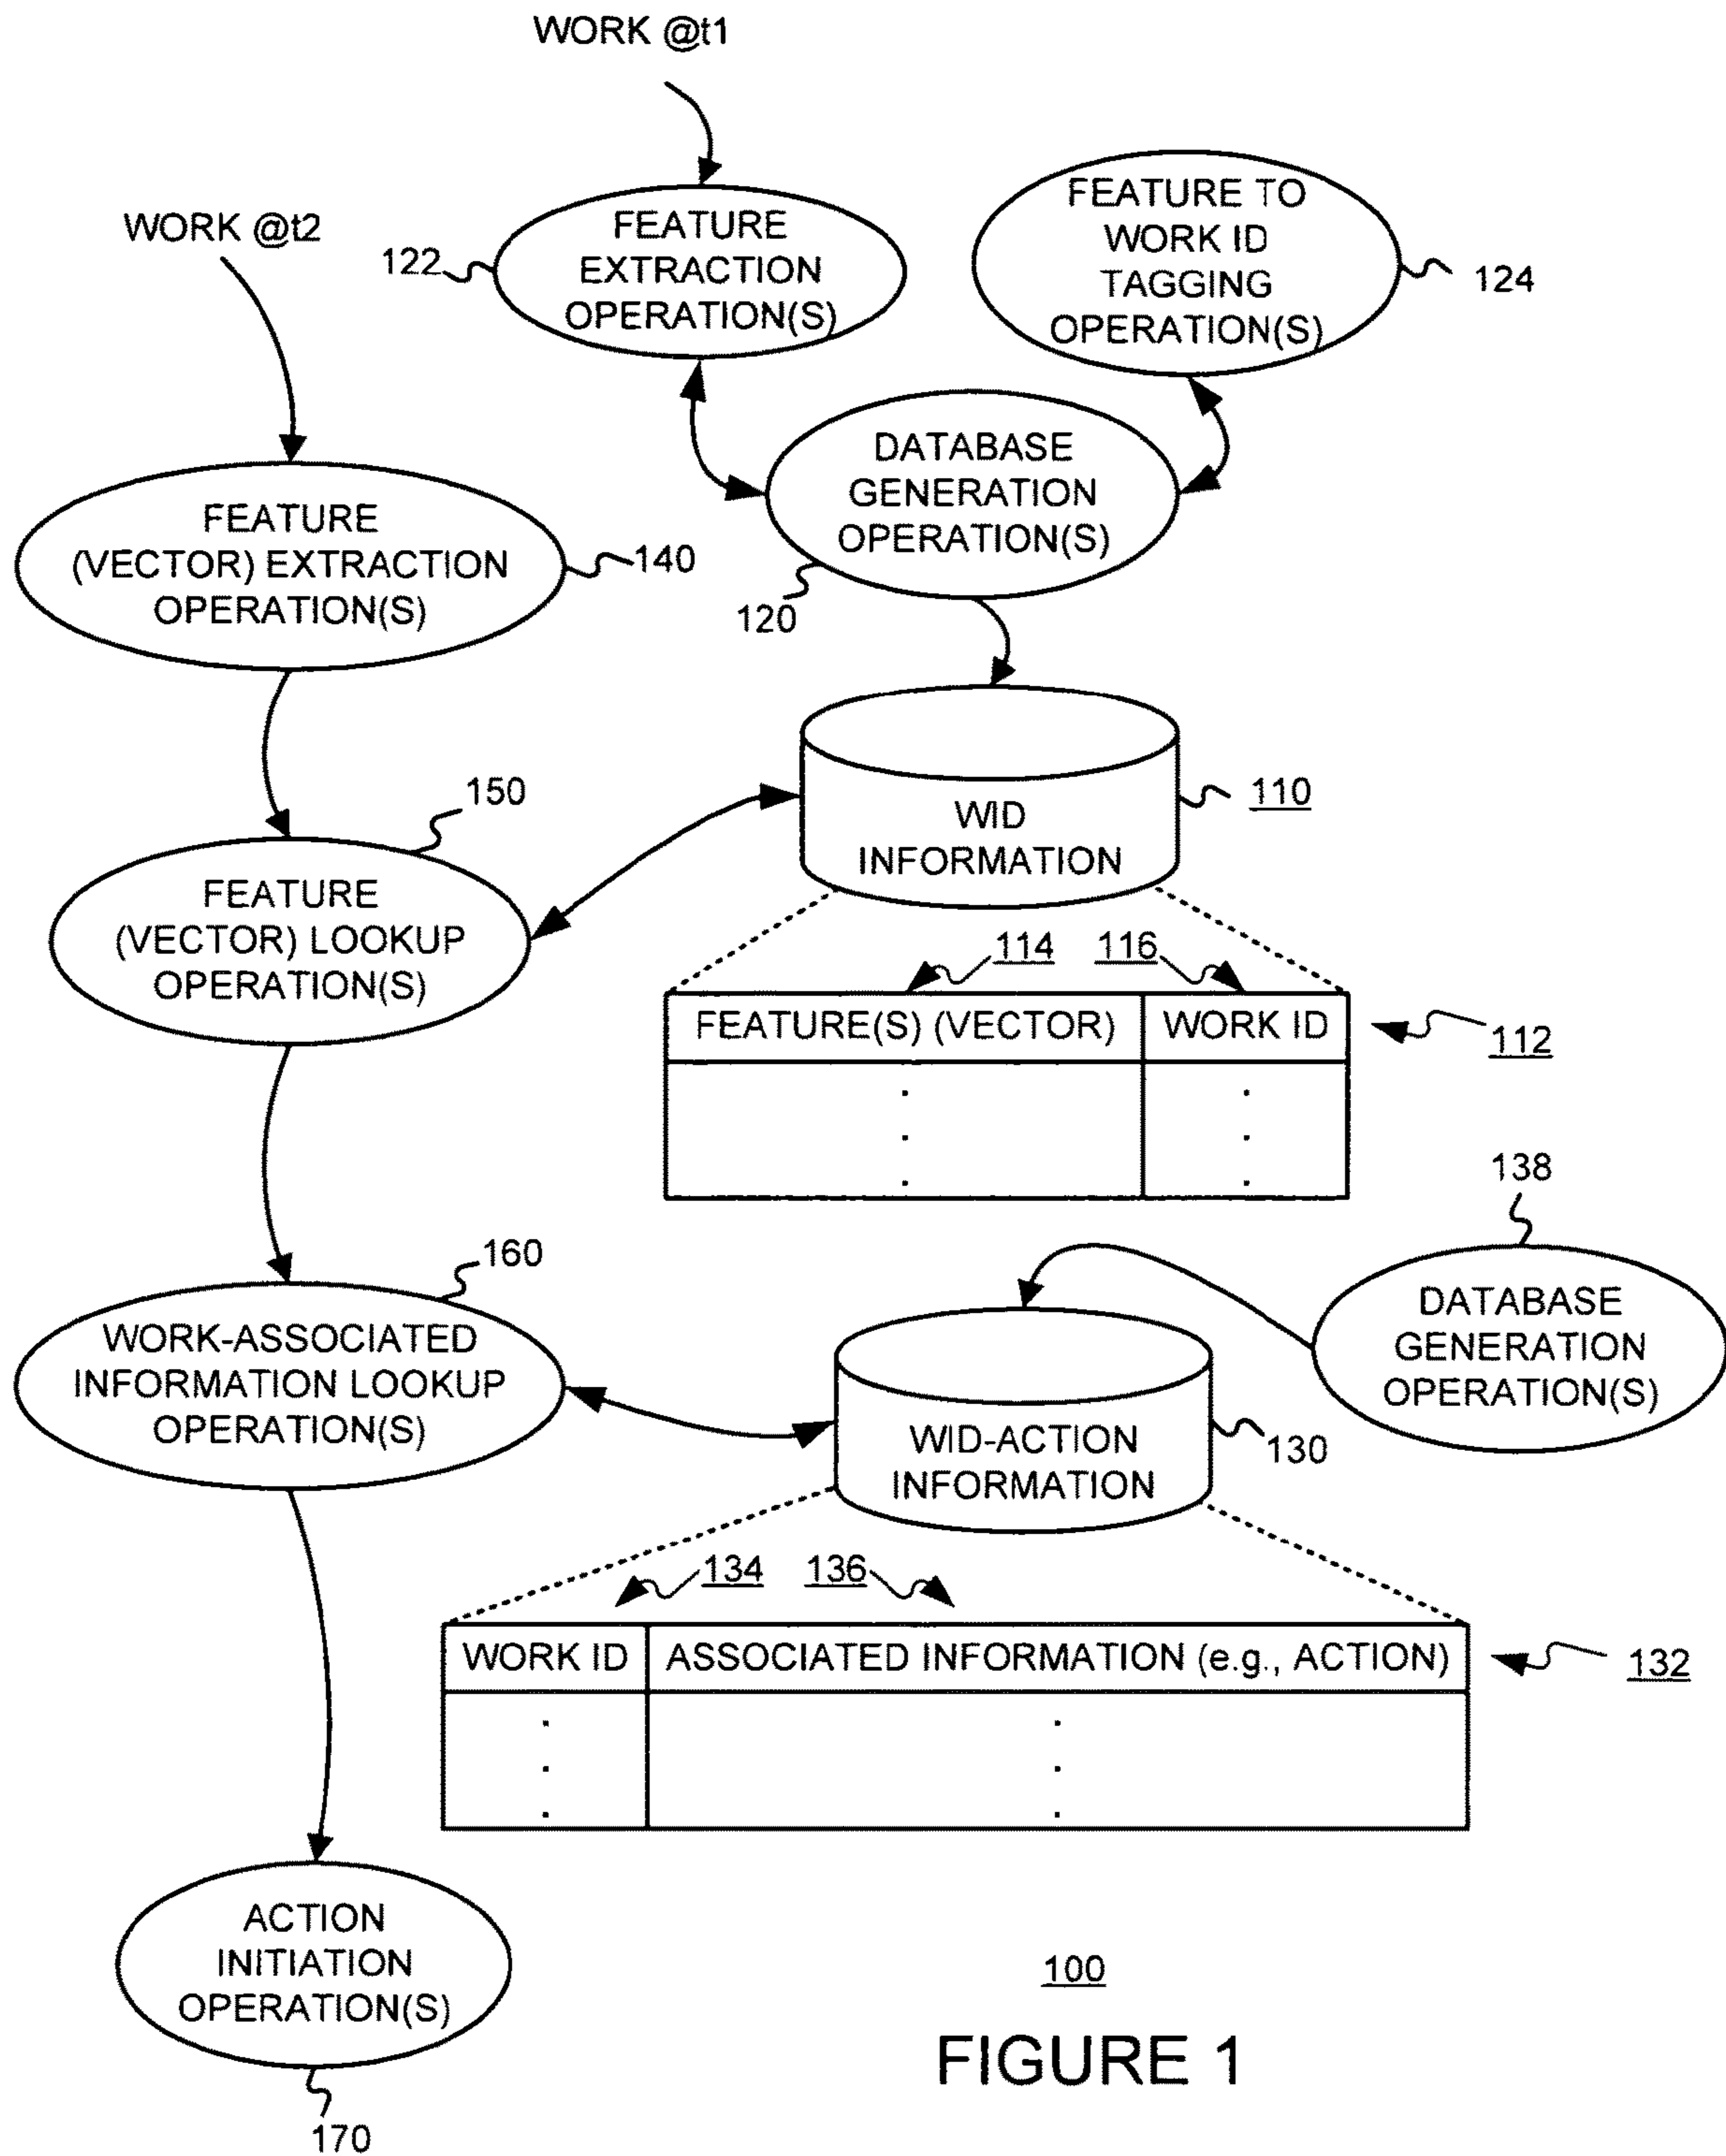 WORK @t1
WORK @t2
FEATURE
EXTRACTION
OPERATION(S)
122
FEATURE TO
WORK ID
TAGGING
OPERATION(S)
124
DATABASE
GENERATION
OPERATION(S)
120
FEATURE
(VECTOR) EXTRACTION
OPERATION(S)
140
150
FEATURE
(VECTOR) LOOKUP
OPERATION(S)
WID
INFORMATION
110
114
116
FEATURE(S) (VECTOR)
WORK ID
112
138
DATABASE
GENERATION
OPERATION(S)
160
WORK-ASSOCIATED
INFORMATION LOOKUP
OPERATION(S)
WID-ACTION
INFORMATION
130
134
136
WORK ID
ASSOCIATED INFORMATION (e.g., ACTION)
132
ACTION
INITIATION
OPERATION(S)
170
100
FIGURE 1